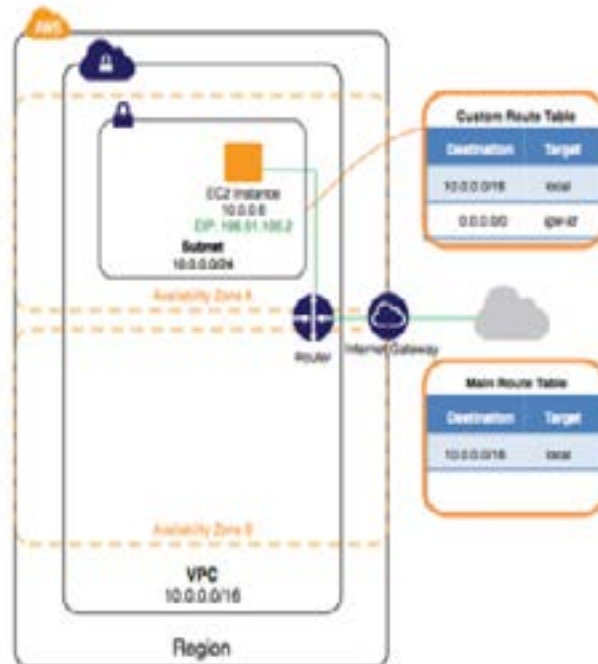 AWS
EC2 Instance
10.0.0.6
EIP: 198.51.100.2
Subnet
10.0.0.0/24
Availability Zone A
Router
Internet Gateway
Availability Zone B
VPC
10.0.0.0/16
Region
Custom Route Table
Destination Target
10.0.0.0/16 local
0.0.0.0/0 igw-id
Main Route Table
Destination Target
10.0.0.0/16 local